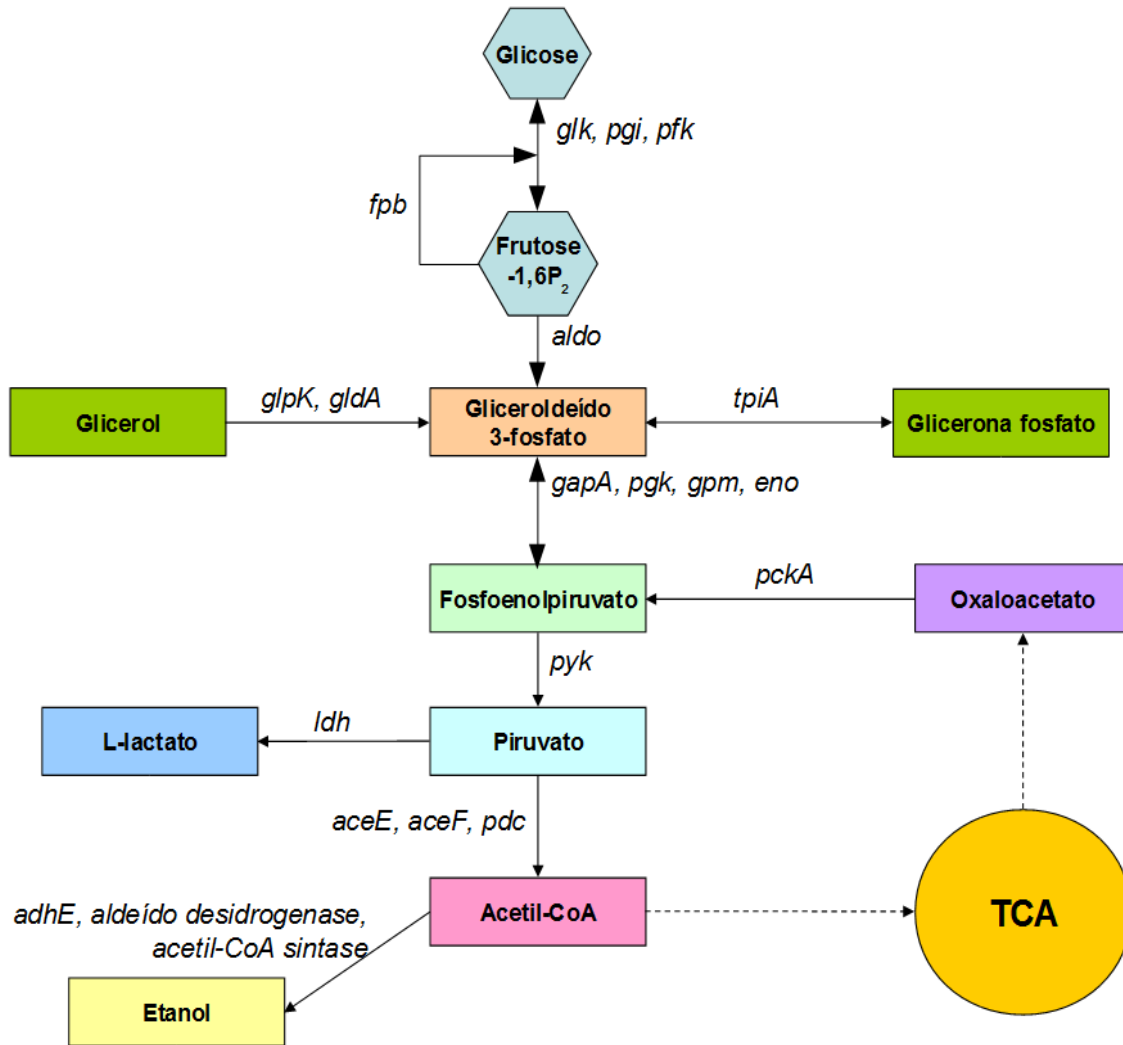 Glicose
glk, pgi, pfk
fpb
Frutose
-1,6P2
aldo
glpK, gldA
tpiA
Glicerol
Gliceroldeído
3-fosfato
Glicerona fosfato
gapA, pgk, gpm, eno
pckA
Fosfoenolpiruvato
Oxaloacetato
pyk
ldh
L-lactato
Piruvato
aceE, aceF, pdc
Acetil-CoA
TCA
adhE, aldeído desidrogenase,
acetil-CoA sintase
Etanol